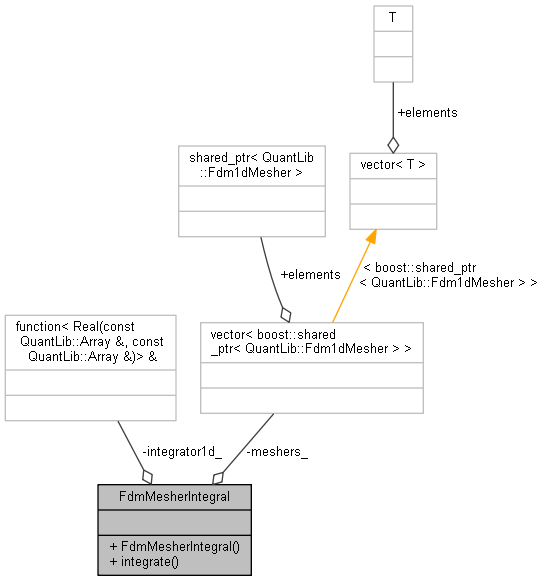 T
+elements
shared_ptr< QuantLib
::Fdm1dMesher >
vector< T >
+elements
< boost::shared_ptr
< QuantLib::Fdm1dMesher > >
function< Real(const
QuantLib::Array &, const
QuantLib::Array &)> &
vector< boost::shared
_ptr< QuantLib::Fdm1dMesher > >
-integrator1d_
-meshers_
FdmMesherIntegral
+ FdmMesherIntegral()
+ integrate()